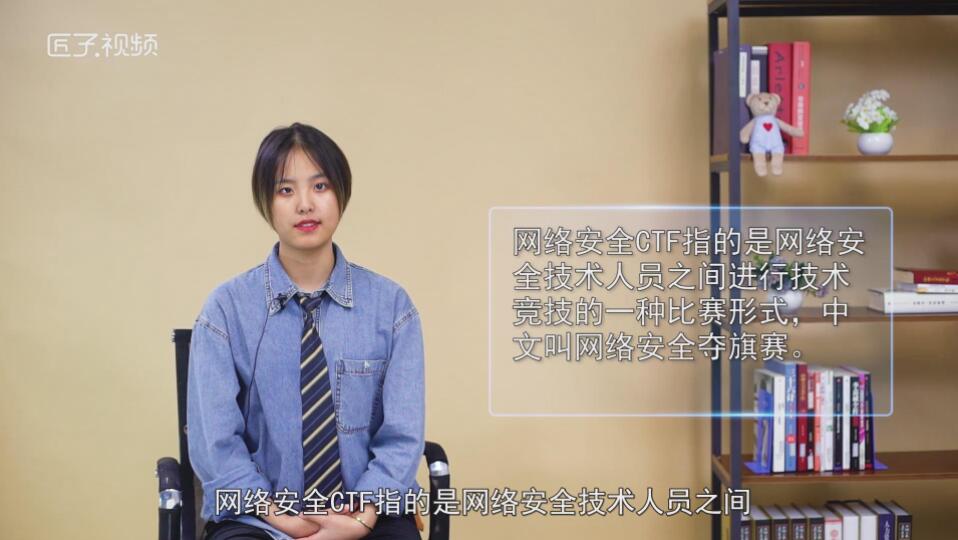 匠子.视频
网络安全CTF指的是网络安
全技术人员之间进行技术
竞技的一种比赛形式，中
文叫网络安全夺旗赛。
网络安全CTF指的是网络安全技术人员之间